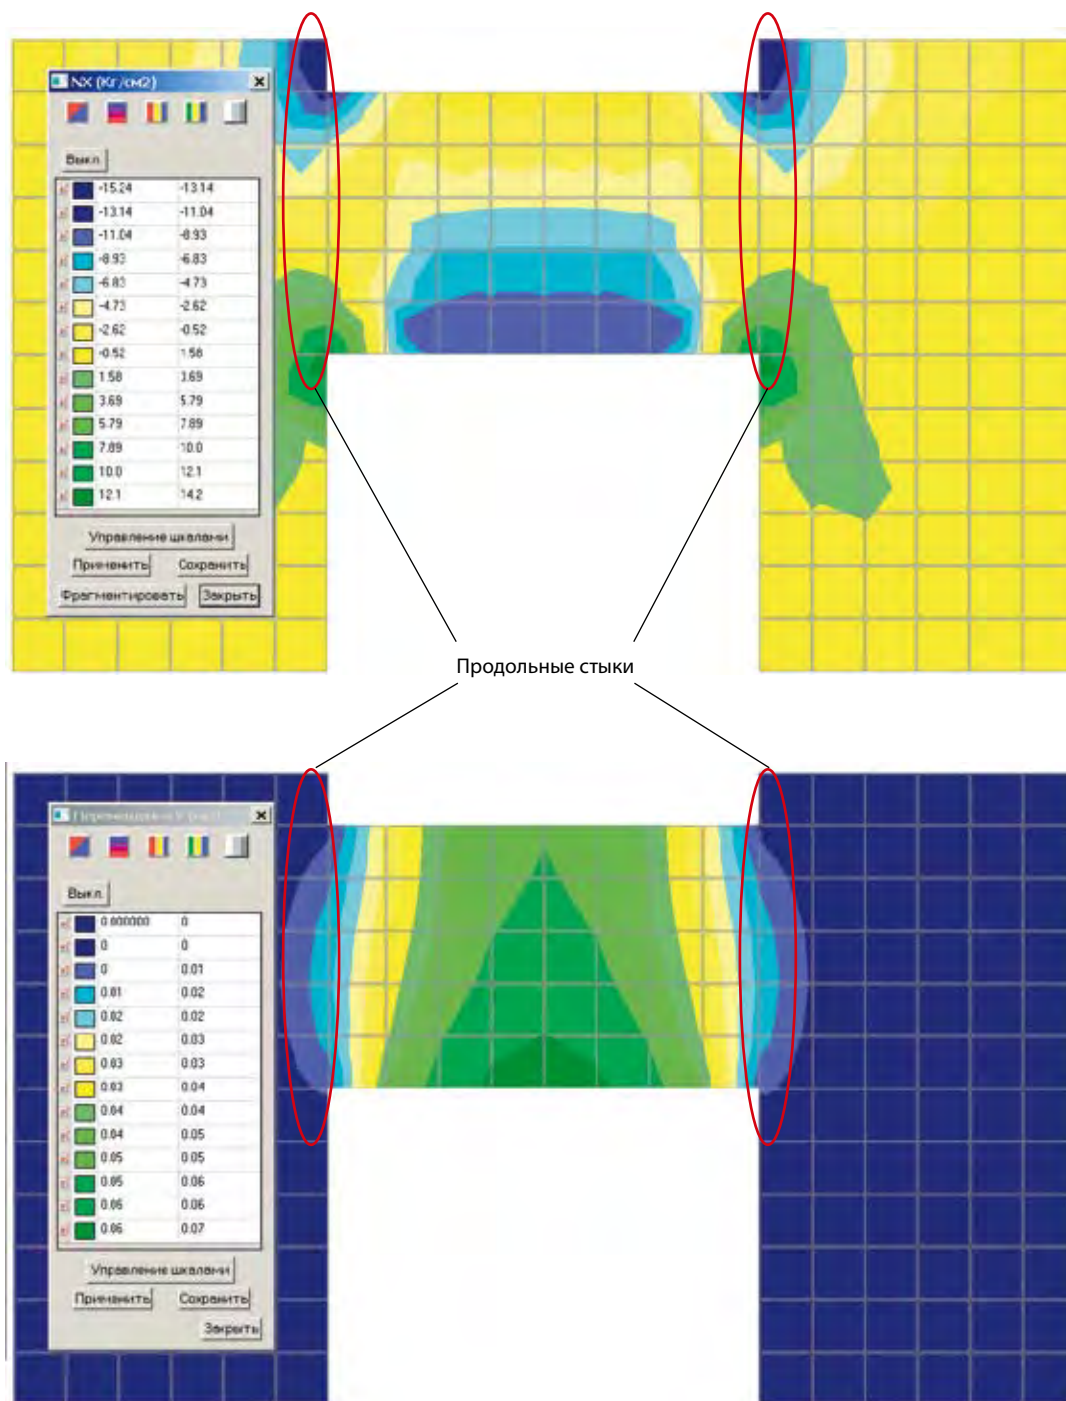 NX (Кг/см2)
Выкл.
-15.24 -13.14
-13.14 -11.04
-11.04 -8.93
-8.93 -6.83
-6.83 -4.73
-4.73 -2.62
-2.62 -0.52
-0.52 1.58
1.58 3.69
3.69 5.79
5.79 7.89
7.89 10.0
10.0 12.1
12.1 14.2
Управление шкалами
Применить Сохранить
Фрагментировать Закрыть
Продольные стыки
Выкл.
0.000000 0
0 0
0 0.01
0.01 0.02
0.02 0.02
0.02 0.03
0.03 0.03
0.03 0.04
0.04 0.04
0.04 0.05
0.05 0.05
0.05 0.06
0.06 0.06
0.06 0.07
Управление шкалами
Применить Сохранить
Закрыть